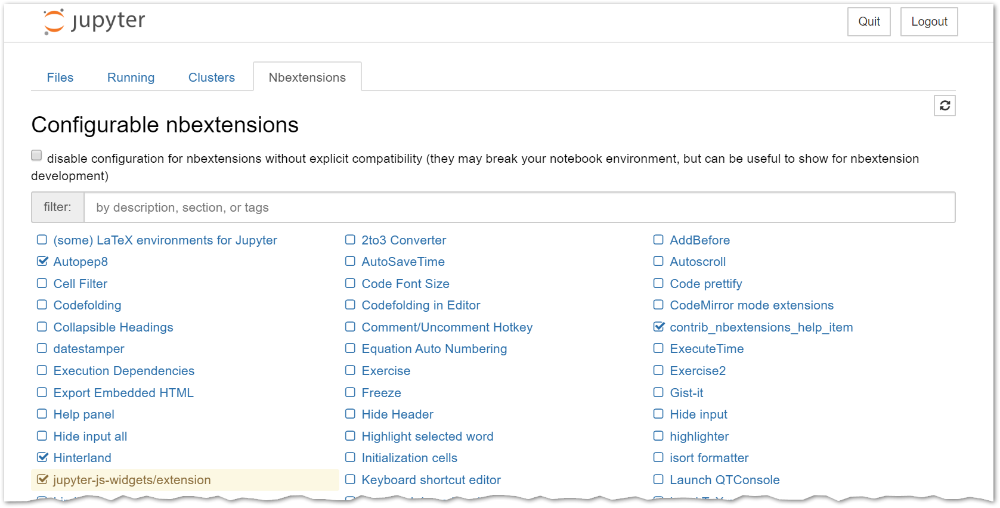 jupyter
Quit Logout
Files Running Clusters Nbextensions
Configurable nbextensions
disable configuration for nbextensions without explicit compatibility (they may break your notebook environment, but can be useful to show for nbextension
development)
filter: by description, section, or tags
(some) LaTeX environments for Jupyter 2to3 Converter AddBefore
Autopep8 AutoSaveTime Autoscroll
Cell Filter Code Font Size Code prettify
Codefolding Codefolding in Editor CodeMirror mode extensions
Collapsible Headings Comment/Uncomment Hotkey contrib_nbextensions_help_item
datestamper Equation Auto Numbering ExecuteTime
Execution Dependencies Exercise Exercise2
Export Embedded HTML Freeze Gist-it
Help panel Hide Header Hide input
Hide input all Highlight selected word highlighter
Hinterland Initialization cells isort formatter
jupyter-js-widgets/extension Keyboard shortcut editor Launch QTConsole